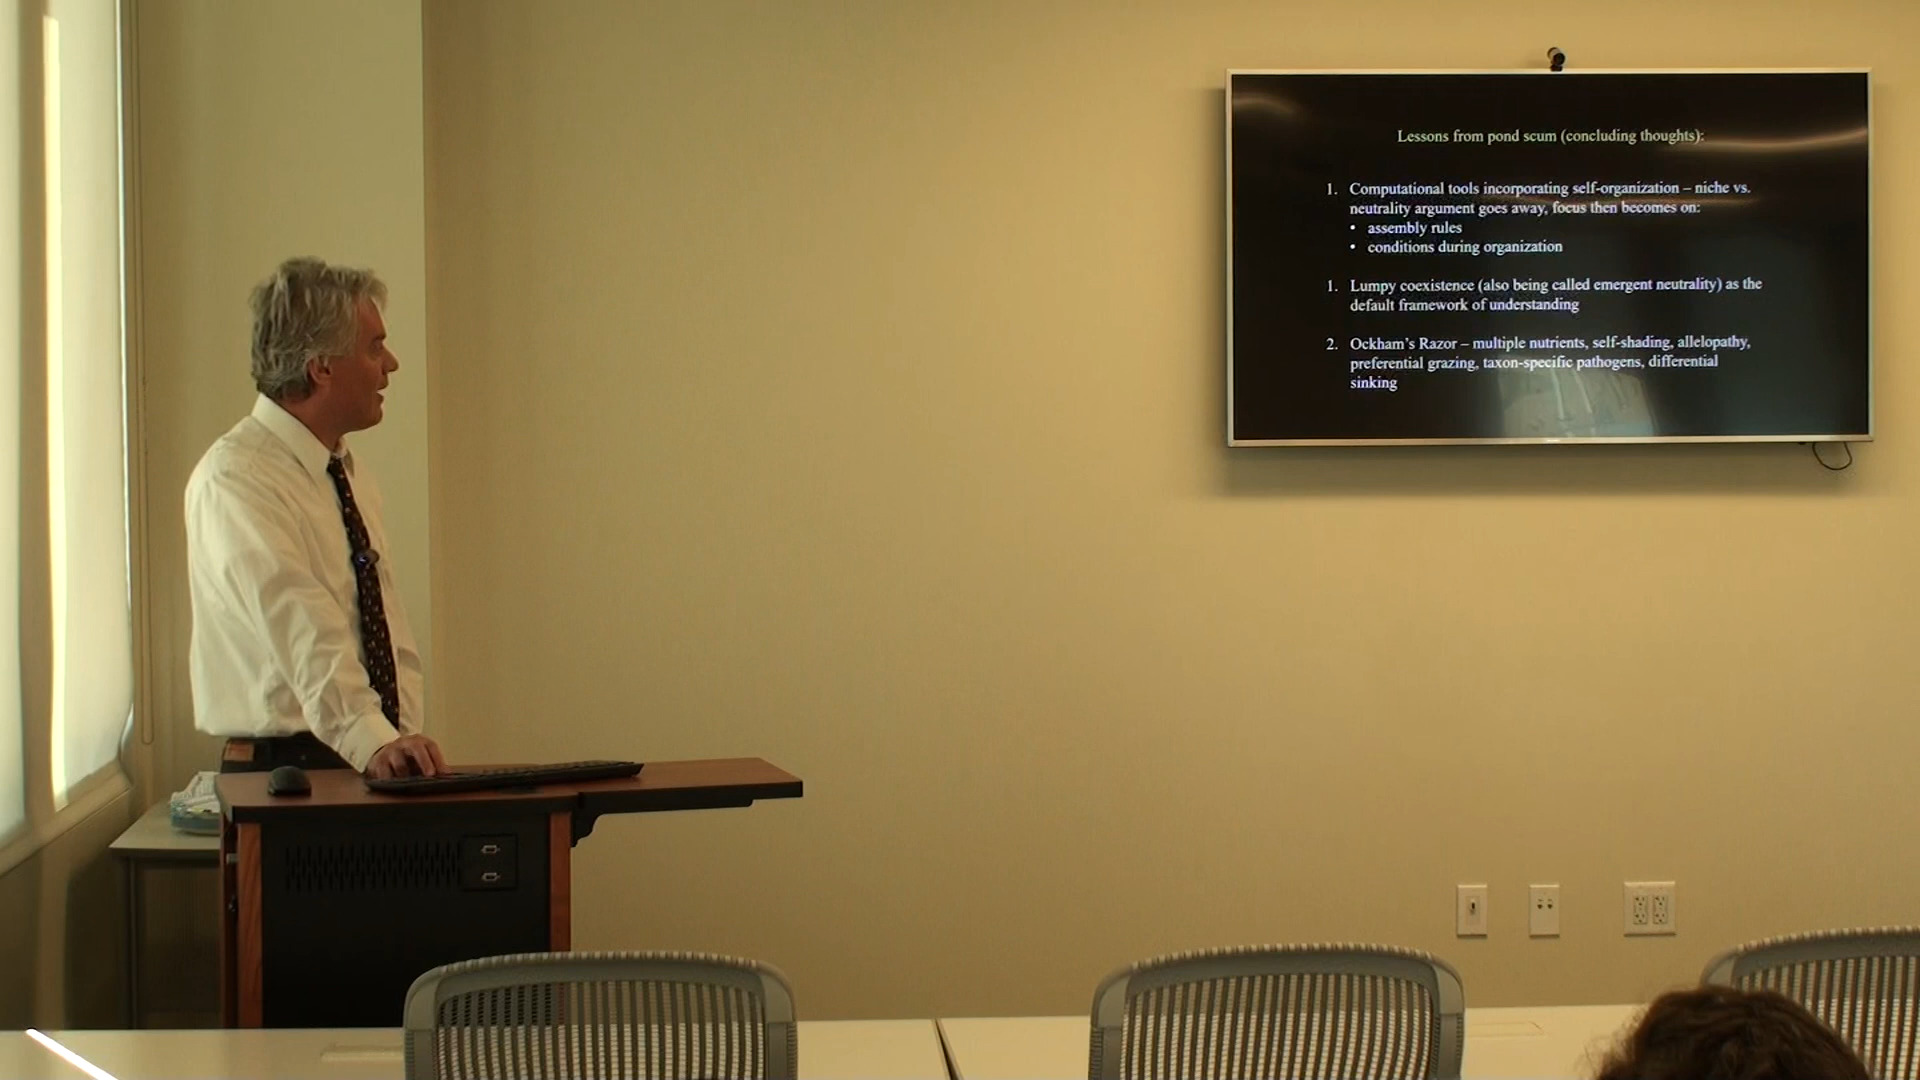 Lessons from pond scum (concluding thoughts):
1. Computational tools incorporating self-organization – niche vs.
neutrality argument goes away, focus then becomes on:
• assembly rules
• conditions during organization
1. Lumpy coexistence (also being called emergent neutrality) as the
default framework of understanding
2. Ockham's Razor – multiple nutrients, self-shading, allelopathy,
preferential grazing, taxon-specific pathogens, differential
sinking